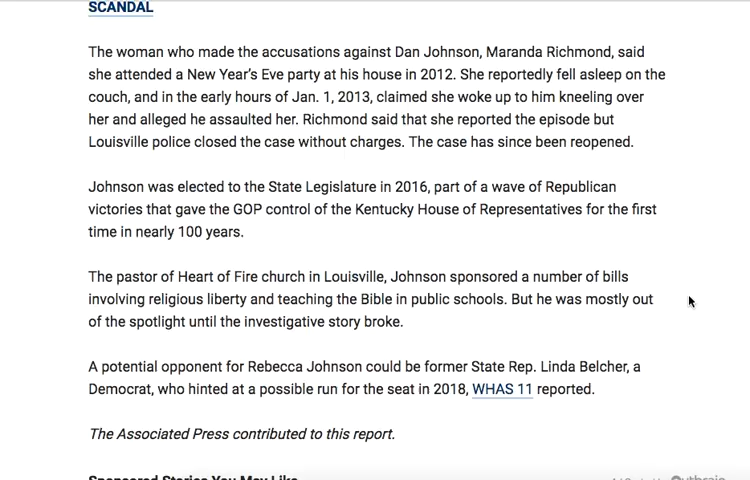 SCANDAL
The woman who made the accusations against Dan Johnson, Maranda Richmond, said
she attended a New Year’s Eve party at his house in 2012. She reportedly fell asleep on the
couch, and in the early hours of Jan. 1, 2013, claimed she woke up to him kneeling over
her and alleged he assaulted her. Richmond said that she reported the episode but
Louisville police closed the case without charges. The case has since been reopened.
Johnson was elected to the State Legislature in 2016, part of a wave of Republican
victories that gave the GOP control of the Kentucky House of Representatives for the first
time in nearly 100 years.
The pastor of Heart of Fire church in Louisville, Johnson sponsored a number of bills
involving religious liberty and teaching the Bible in public schools. But he was mostly out
of the spotlight until the investigative story broke.
A potential opponent for Rebecca Johnson could be former State Rep. Linda Belcher, a
Democrat, who hinted at a possible run for the seat in 2018, WHAS 11 reported.
The Associated Press contributed to this report.
Sponsored Stories You May Like